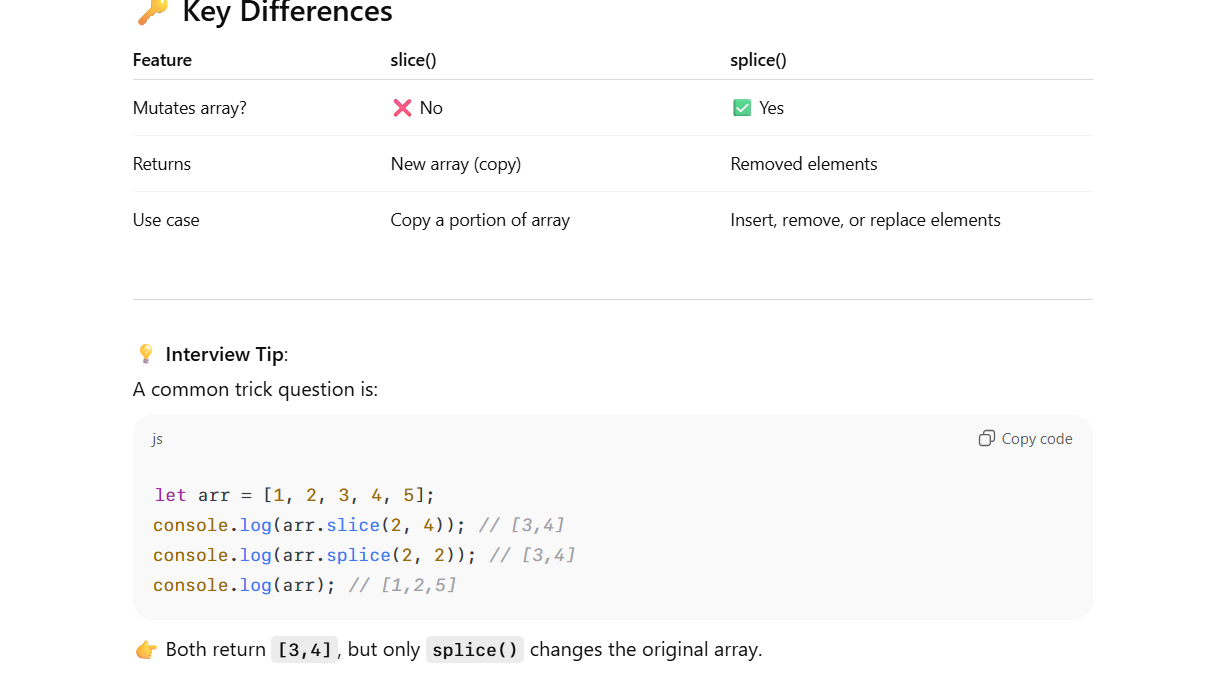 🔑 Key Differences
Feature slice() splice()
Mutates array? ❌ No ✅ Yes
Returns New array (copy) Removed elements
Use case Copy a portion of array Insert, remove, or replace elements
💡 Interview Tip:
A common trick question is:
js Copy code
let arr = [1, 2, 3, 4, 5];
console.log(arr.slice(2, 4)); // [3,4]
console.log(arr.splice(2, 2)); // [3,4]
console.log(arr); // [1,2,5]
👉 Both return [3,4], but only splice() changes the original array.